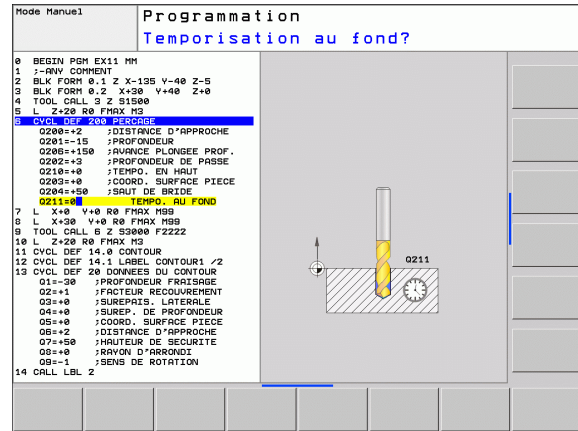 Mode Manuel
Programmation
Temporisation au fond?
0 BEGIN PGM EX11 MM
1 ;-ANY COMMENT
2 BLK FORM 0.1 Z X-135 Y-40 Z-5
3 BLK FORM 0.2 X+30 Y+40 Z+0
4 TOOL CALL 3 Z S1500
5 L Z+20 R0 FMAX M3
6 CYCL DEF 200 PERCAGE
Q200=+2 ;DISTANCE D'APPROCHE
Q201=-15 ;PROFONDEUR
Q206=+150 ;AVANCE PLONGEE PROF.
Q202=+3 ;PROFONDEUR DE PASSE
Q210=+0 ;TEMPO. EN HAUT
Q203=+0 ;COORD. SURFACE PIECE
Q204=+50 ;SAUT DE BRIDE
Q211=0 TEMPO. AU FOND
7 L X+0 Y+0 R0 FMAX M99
8 L X+30 Y+0 R0 FMAX M99
9 TOOL CALL 6 Z S3000 F2222
10 L Z+20 R0 FMAX M3
11 CYCL DEF 14.0 CONTOUR
12 CYCL DEF 14.1 LABEL CONTOUR1 /2
13 CYCL DEF 20 DONNEES DU CONTOUR
Q1=-30 ;PROFONDEUR FRAISAGE
Q2=+1 ;FACTEUR RECOUVREMENT
Q3=+0 ;SUREPAIS. LATERALE
Q4=+0 ;SUREP. DE PROFONDEUR
Q5=+0 ;COORD. SURFACE PIECE
Q6=+2 ;DISTANCE D'APPROCHE
Q7=+50 ;HAUTEUR DE SECURITE
Q8=+0 ;RAYON D'ARRONDI
Q9=-1 ;SENS DE ROTATION
14 CALL LBL 2
Q211